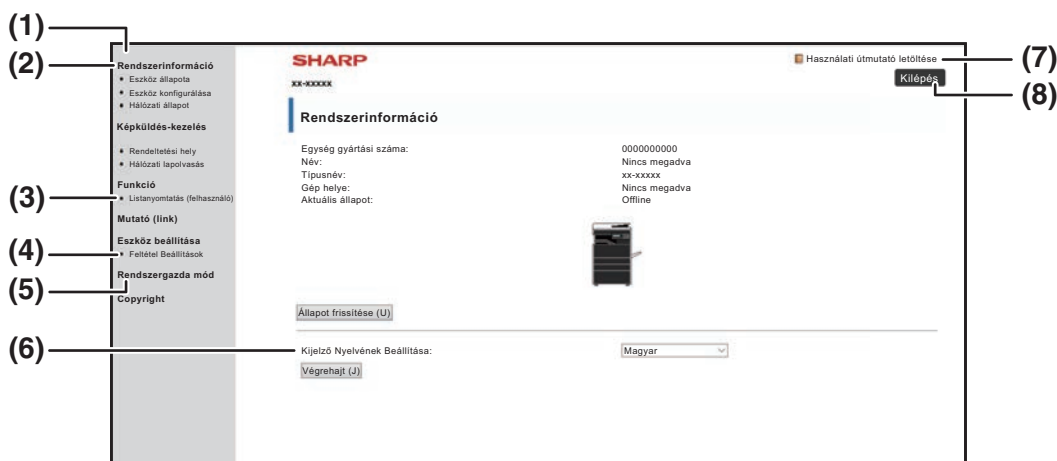 (1)
(2)
(3)
(4)
(5)
(6)
Rendszerinformáció
Eszköz állapota
Eszköz konfigurálása
Hálózati állapot
Képküldés-kezelés
Rendeltetési hely
Hálózati lapolvasás
Funkció
Listanyomtatás (felhasználó)
Mutató (link)
Eszköz beállítása
Feltétel Beállítások
Rendszergazda mód
Copyright
SHARP
xx-xxxxx
Használati útmutató letöltése
Kilépés
(7)
(8)
Rendszerinformáció
Egység gyártási száma: 0000000000
Név: Nincs megadva
Típusnév: xx-xxxxx
Gép helye: Nincs megadva
Aktuális állapot: Offline
Állapot frissítése (U)
Kijelző Nyelvének Beállítása: Magyar
Végrehajt (J)